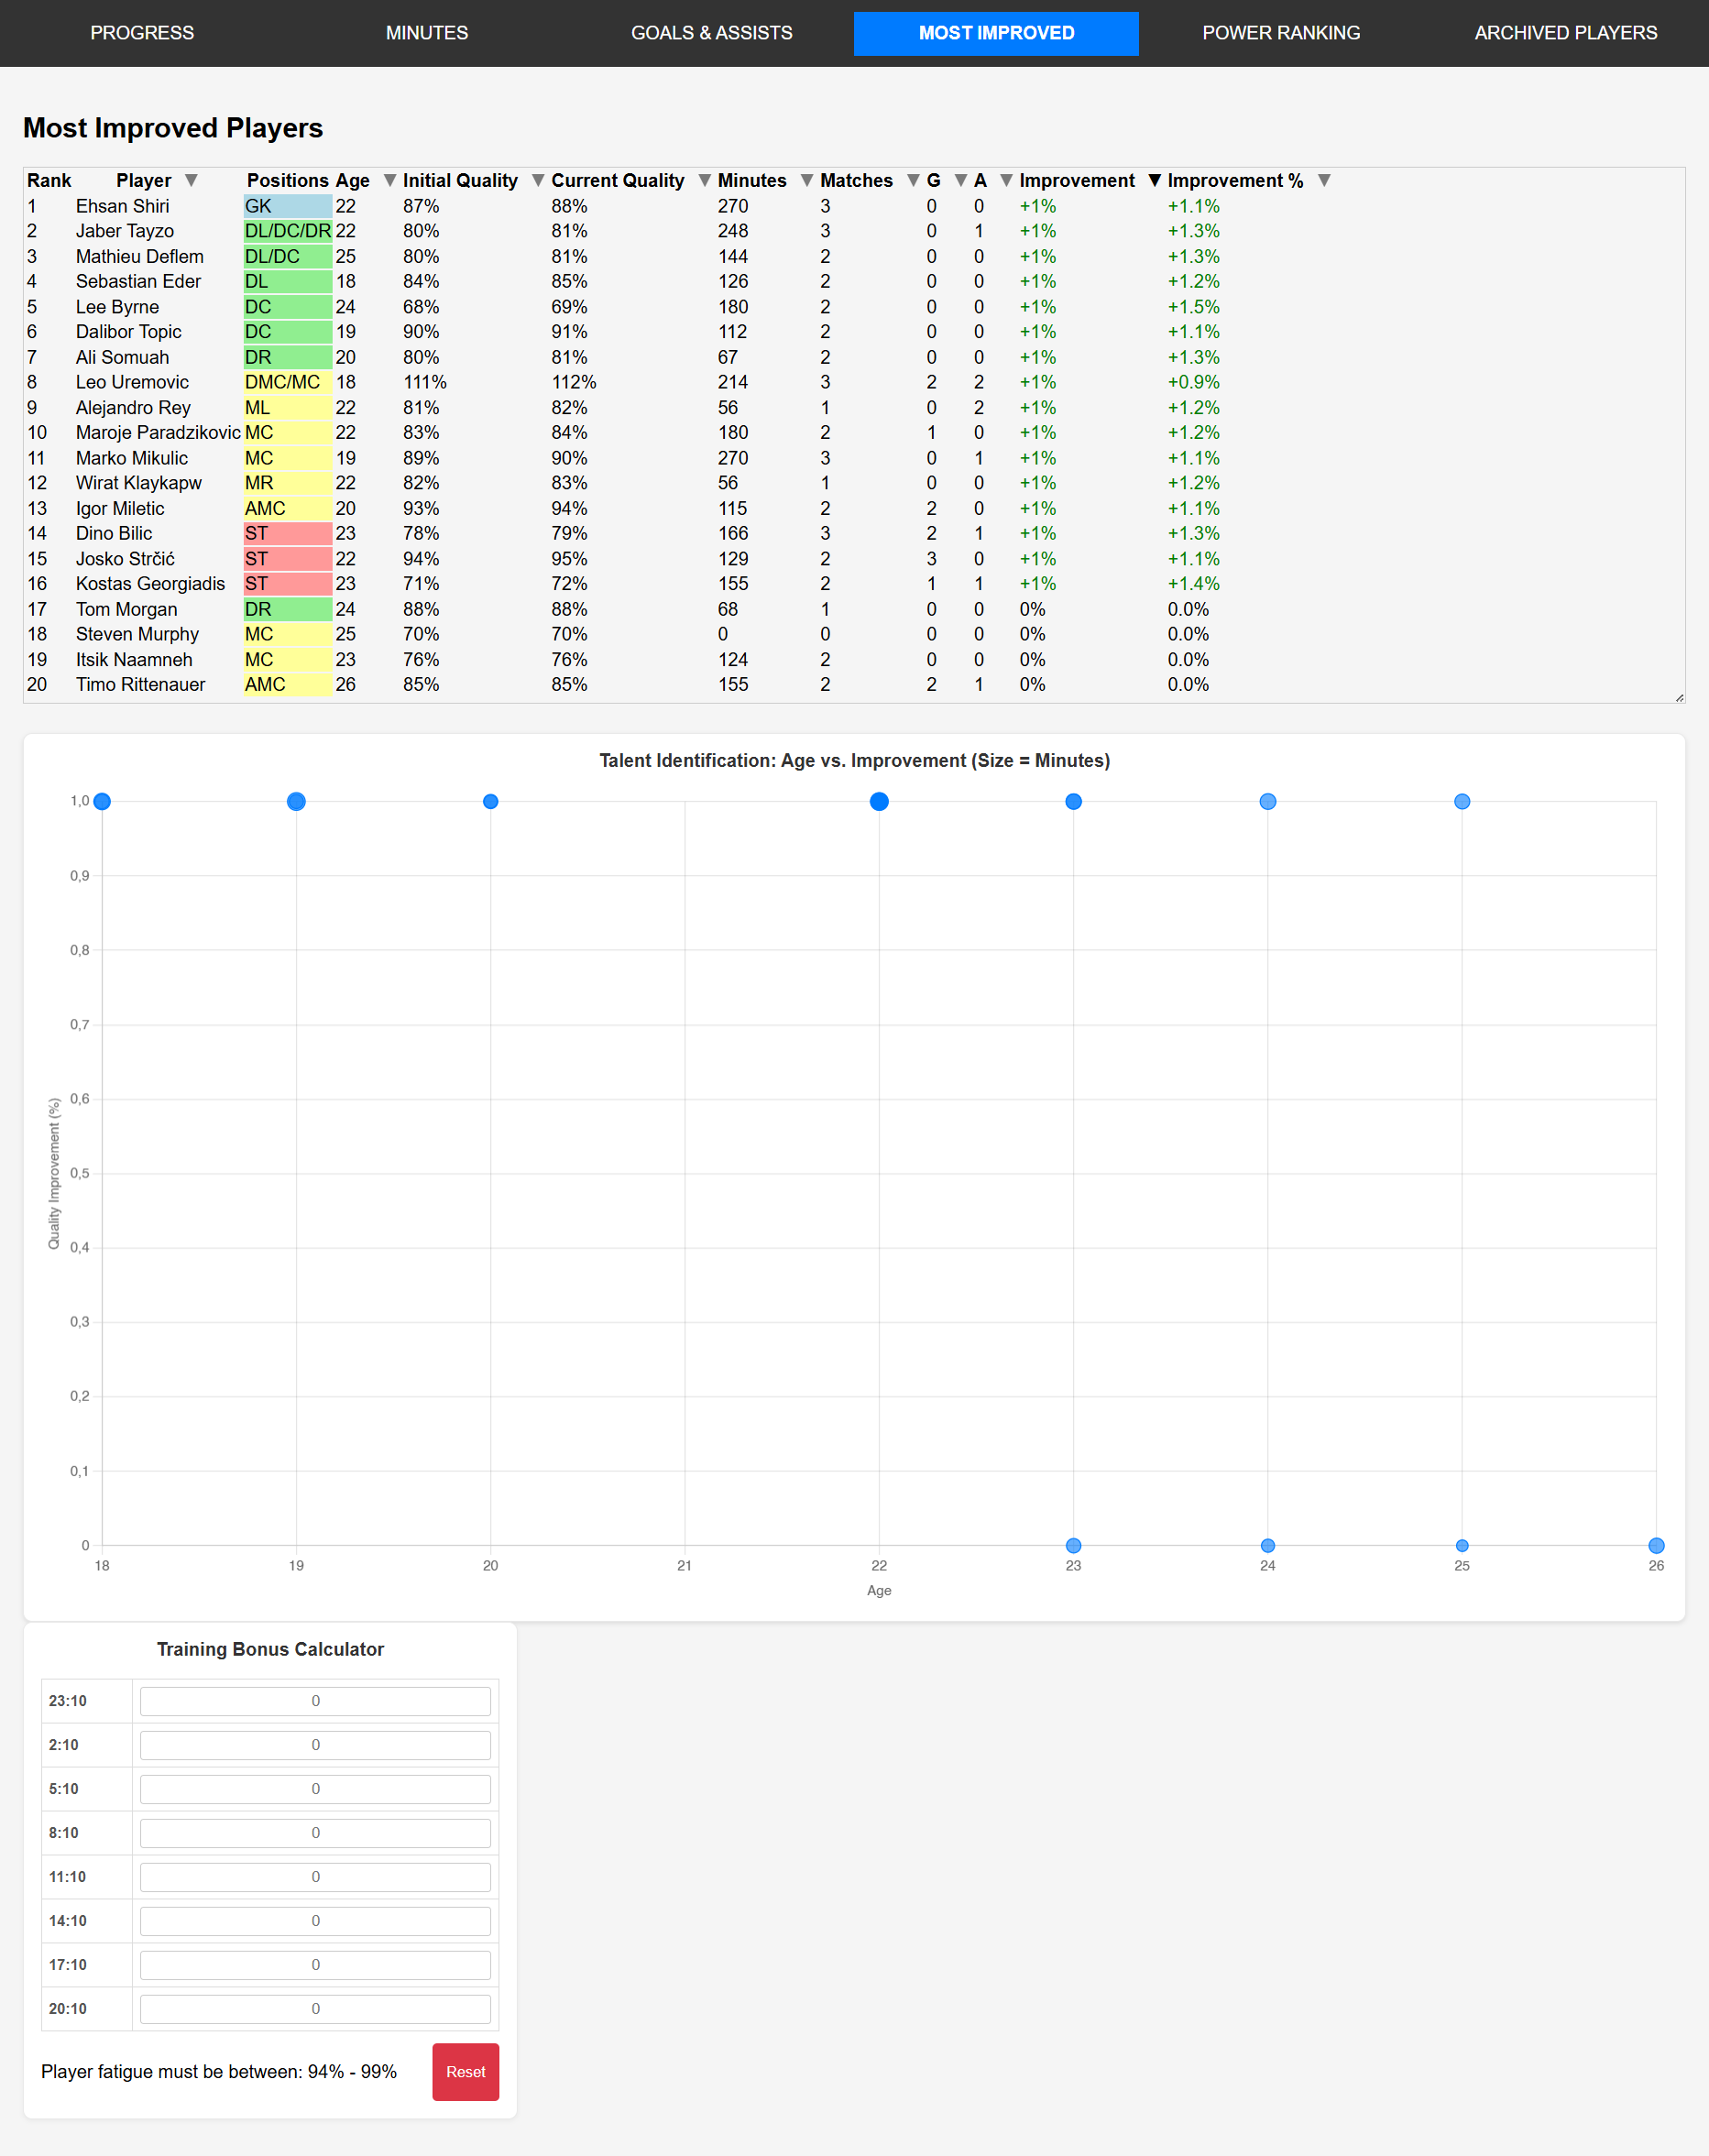 PROGRESS MINUTES GOALS & ASSISTS MOST IMPROVED POWER RANKING ARCHIVED PLAYERS
Most Improved Players
Rank Player ▼ Positions Age ▼ Initial Quality ▼ Current Quality ▼ Minutes ▼ Matches ▼ G ▼ A ▼ Improvement ▼ Improvement % ▼
1 Ehsan Shiri GK 22 87% 88% 270 3 0 0 +1% +1.1%
2 Jaber Tayzo DL/DC/DR 22 80% 81% 248 3 0 1 +1% +1.3%
3 Mathieu Deflem DL/DC 25 80% 81% 144 2 0 0 +1% +1.3%
4 Sebastian Eder DL 18 84% 85% 126 2 0 0 +1% +1.2%
5 Lee Byrne DC 24 68% 69% 180 2 0 0 +1% +1.5%
6 Dalibor Topic DC 19 90% 91% 112 2 0 0 +1% +1.1%
7 Ali Somuah DR 20 80% 81% 67 2 0 0 +1% +1.3%
8 Leo Uremovic DMC/MC 18 111% 112% 214 3 2 2 +1% +0.9%
9 Alejandro Rey ML 22 81% 82% 56 1 0 2 +1% +1.2%
10 Maroje Paradzikovic MC 22 83% 84% 180 2 1 0 +1% +1.2%
11 Marko Mikulic MC 19 89% 90% 270 3 0 1 +1% +1.1%
12 Wirat Klaykapw MR 22 82% 83% 56 1 0 0 +1% +1.2%
13 Igor Miletic AMC 20 93% 94% 115 2 2 0 +1% +1.1%
14 Dino Bilic ST 23 78% 79% 166 3 2 1 +1% +1.3%
15 Josko Strčić ST 22 94% 95% 129 2 3 0 +1% +1.1%
16 Kostas Georgiadis ST 23 71% 72% 155 2 1 1 +1% +1.4%
17 Tom Morgan DR 24 88% 88% 68 1 0 0 0% 0.0%
18 Steven Murphy MC 25 70% 70% 0 0 0 0 0% 0.0%
19 Itsik Naamneh MC 23 76% 76% 124 2 0 0 0% 0.0%
20 Timo Rittenauer AMC 26 85% 85% 155 2 2 1 0% 0.0%
Talent Identification: Age vs. Improvement (Size = Minutes)
Quality Improvement (%)
1,0
0,9
0,8
0,7
0,6
0,5
0,4
0,3
0,2
0,1
0
18 19 20 21 22 23 24 25 26
Age
Training Bonus Calculator
23:10 0
2:10 0
5:10 0
8:10 0
11:10 0
14:10 0
17:10 0
20:10 0
Player fatigue must be between: 94% - 99% Reset